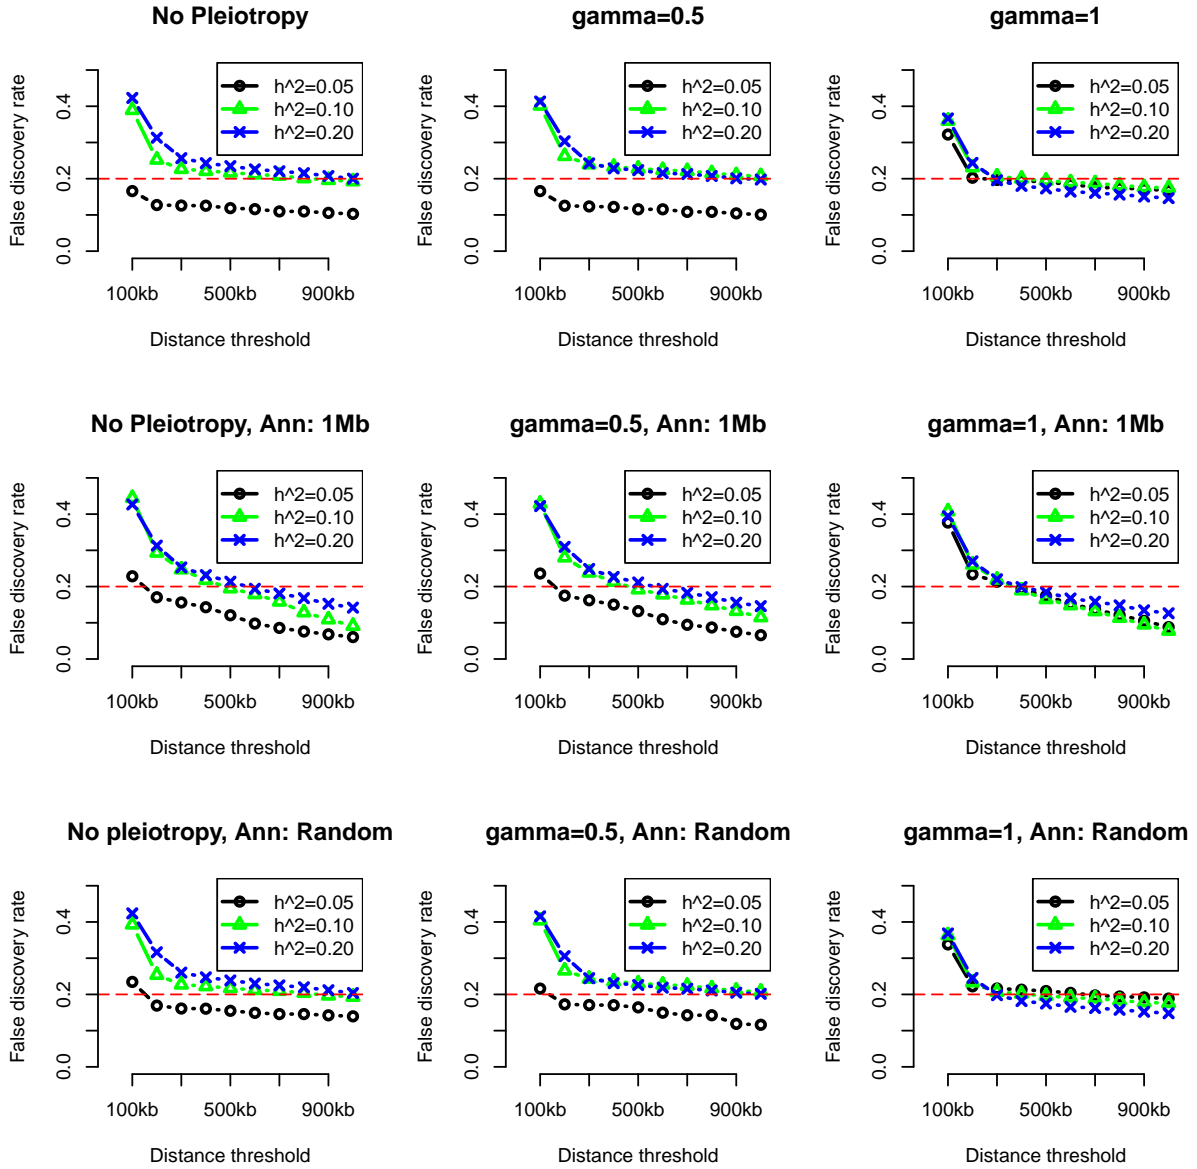 No Pleiotropy
False discovery rate
0.0
0.2
0.4
h^2=0.05
h^2=0.10
h^2=0.20
100kb
500kb
900kb
Distance threshold
gamma=0.5
False discovery rate
0.0
0.2
0.4
h^2=0.05
h^2=0.10
h^2=0.20
100kb
500kb
900kb
Distance threshold
gamma=1
False discovery rate
0.0
0.2
0.4
h^2=0.05
h^2=0.10
h^2=0.20
100kb
500kb
900kb
Distance threshold
No Pleiotropy, Ann: 1Mb
False discovery rate
0.0
0.2
0.4
h^2=0.05
h^2=0.10
h^2=0.20
100kb
500kb
900kb
Distance threshold
gamma=0.5, Ann: 1Mb
False discovery rate
0.0
0.2
0.4
h^2=0.05
h^2=0.10
h^2=0.20
100kb
500kb
900kb
Distance threshold
gamma=1, Ann: 1Mb
False discovery rate
0.0
0.2
0.4
h^2=0.05
h^2=0.10
h^2=0.20
100kb
500kb
900kb
Distance threshold
No pleiotropy, Ann: Random
False discovery rate
0.0
0.2
0.4
h^2=0.05
h^2=0.10
h^2=0.20
100kb
500kb
900kb
Distance threshold
gamma=0.5, Ann: Random
False discovery rate
0.0
0.2
0.4
h^2=0.05
h^2=0.10
h^2=0.20
100kb
500kb
900kb
Distance threshold
gamma=1, Ann: Random
False discovery rate
0.0
0.2
0.4
h^2=0.05
h^2=0.10
h^2=0.20
100kb
500kb
900kb
Distance threshold